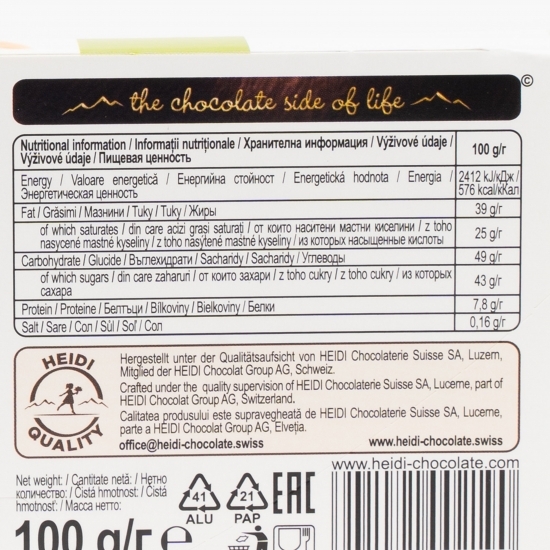 the chocolate side of life
©
Nutritional information / Informații nutriționale / Хранителна информация / Výživové údaje /
Výživové údaje / Пищевая ценность
100 g/г
Energy / Valoare energetică / Енергийна стойност / Energetická hodnota / Energia /
Энергетическая ценность
2412 kJ/кДж /
576 kcal/кКал
Fat / Grăsimi / Мазнини / Tuky / Tuky / Жиры
39 g/г
of which saturates / din care acizi grași saturați / от които наситени мастни киселини / z toho
nasycené mastné kyseliny / z toho nasýtené mastné kyseliny / из которых насыщенные кислоты
25 g/г
Carbohydrate / Glucide / Въглехидрати / Sacharidy / Sacharidy / Углеводы
49 g/г
of which sugars / din care zaharuri / от които захари / z toho cukry / z toho cukry / из которых
сахара
43 g/г
Protein / Proteine / Белтъци / Bílkoviny / Bielkoviny / Белки
7,8 g/г
Salt / Sare / Сол / Sůl / Soľ / Соп
0,16 g/г
HEIDI
QUALITY
Hergestellt unter der Qualitätsaufsicht von HEIDI Chocolaterie Suisse SA, Luzern,
Mitglied der HEIDI Chocolat Group AG, Schweiz.
Crafted under the quality supervision of HEIDI Chocolaterie Suisse SA, Lucerne, part of
HEIDI Chocolat Group AG, Switzerland.
Calitatea produsului este supravegheată de HEIDI Chocolaterie Suisse SA, Lucerne,
parte a HEIDI Chocolat Group AG, Elveția.
office@heidi-chocolate.swiss
www.heidi-chocolate.swiss
Net weight: / Cantitate netă: / Нетно
количество: / Čistá hmotnost: / Čistá
hmotnosť: / Масса нетто:
100 g/г e
41
ALU
21
PAP
EAC
www.heidi-chocolate.com